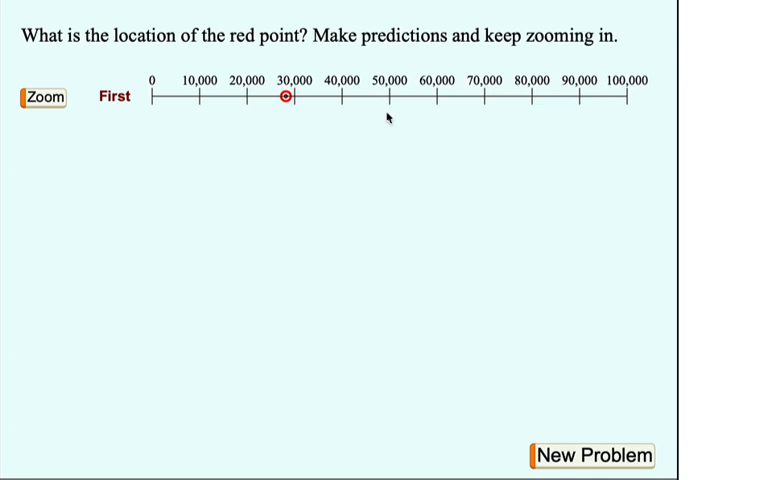 What is the location of the red point? Make predictions and keep zooming in.
0 10,000 20,000 30,000 40,000 50,000 60,000 70,000 80,000 90,000 100,000
Zoom First
New Problem